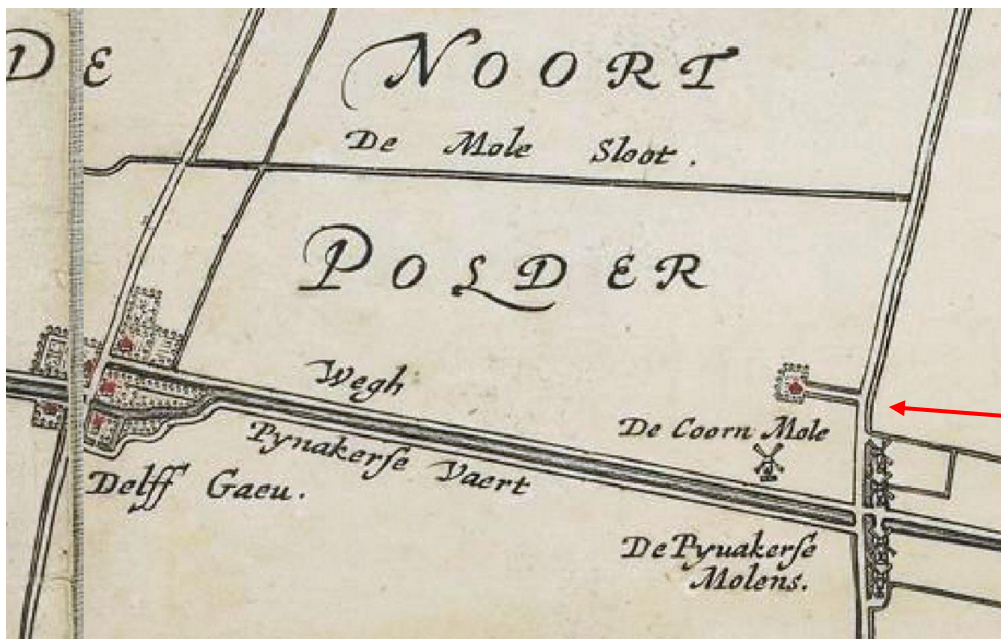 DE NOORT
De Mole Sloot.
POLDER
Wegh
Pynakerse Vaert
De Coorn Mole
Delff Gaeu.
De Pynakerse
Molens.